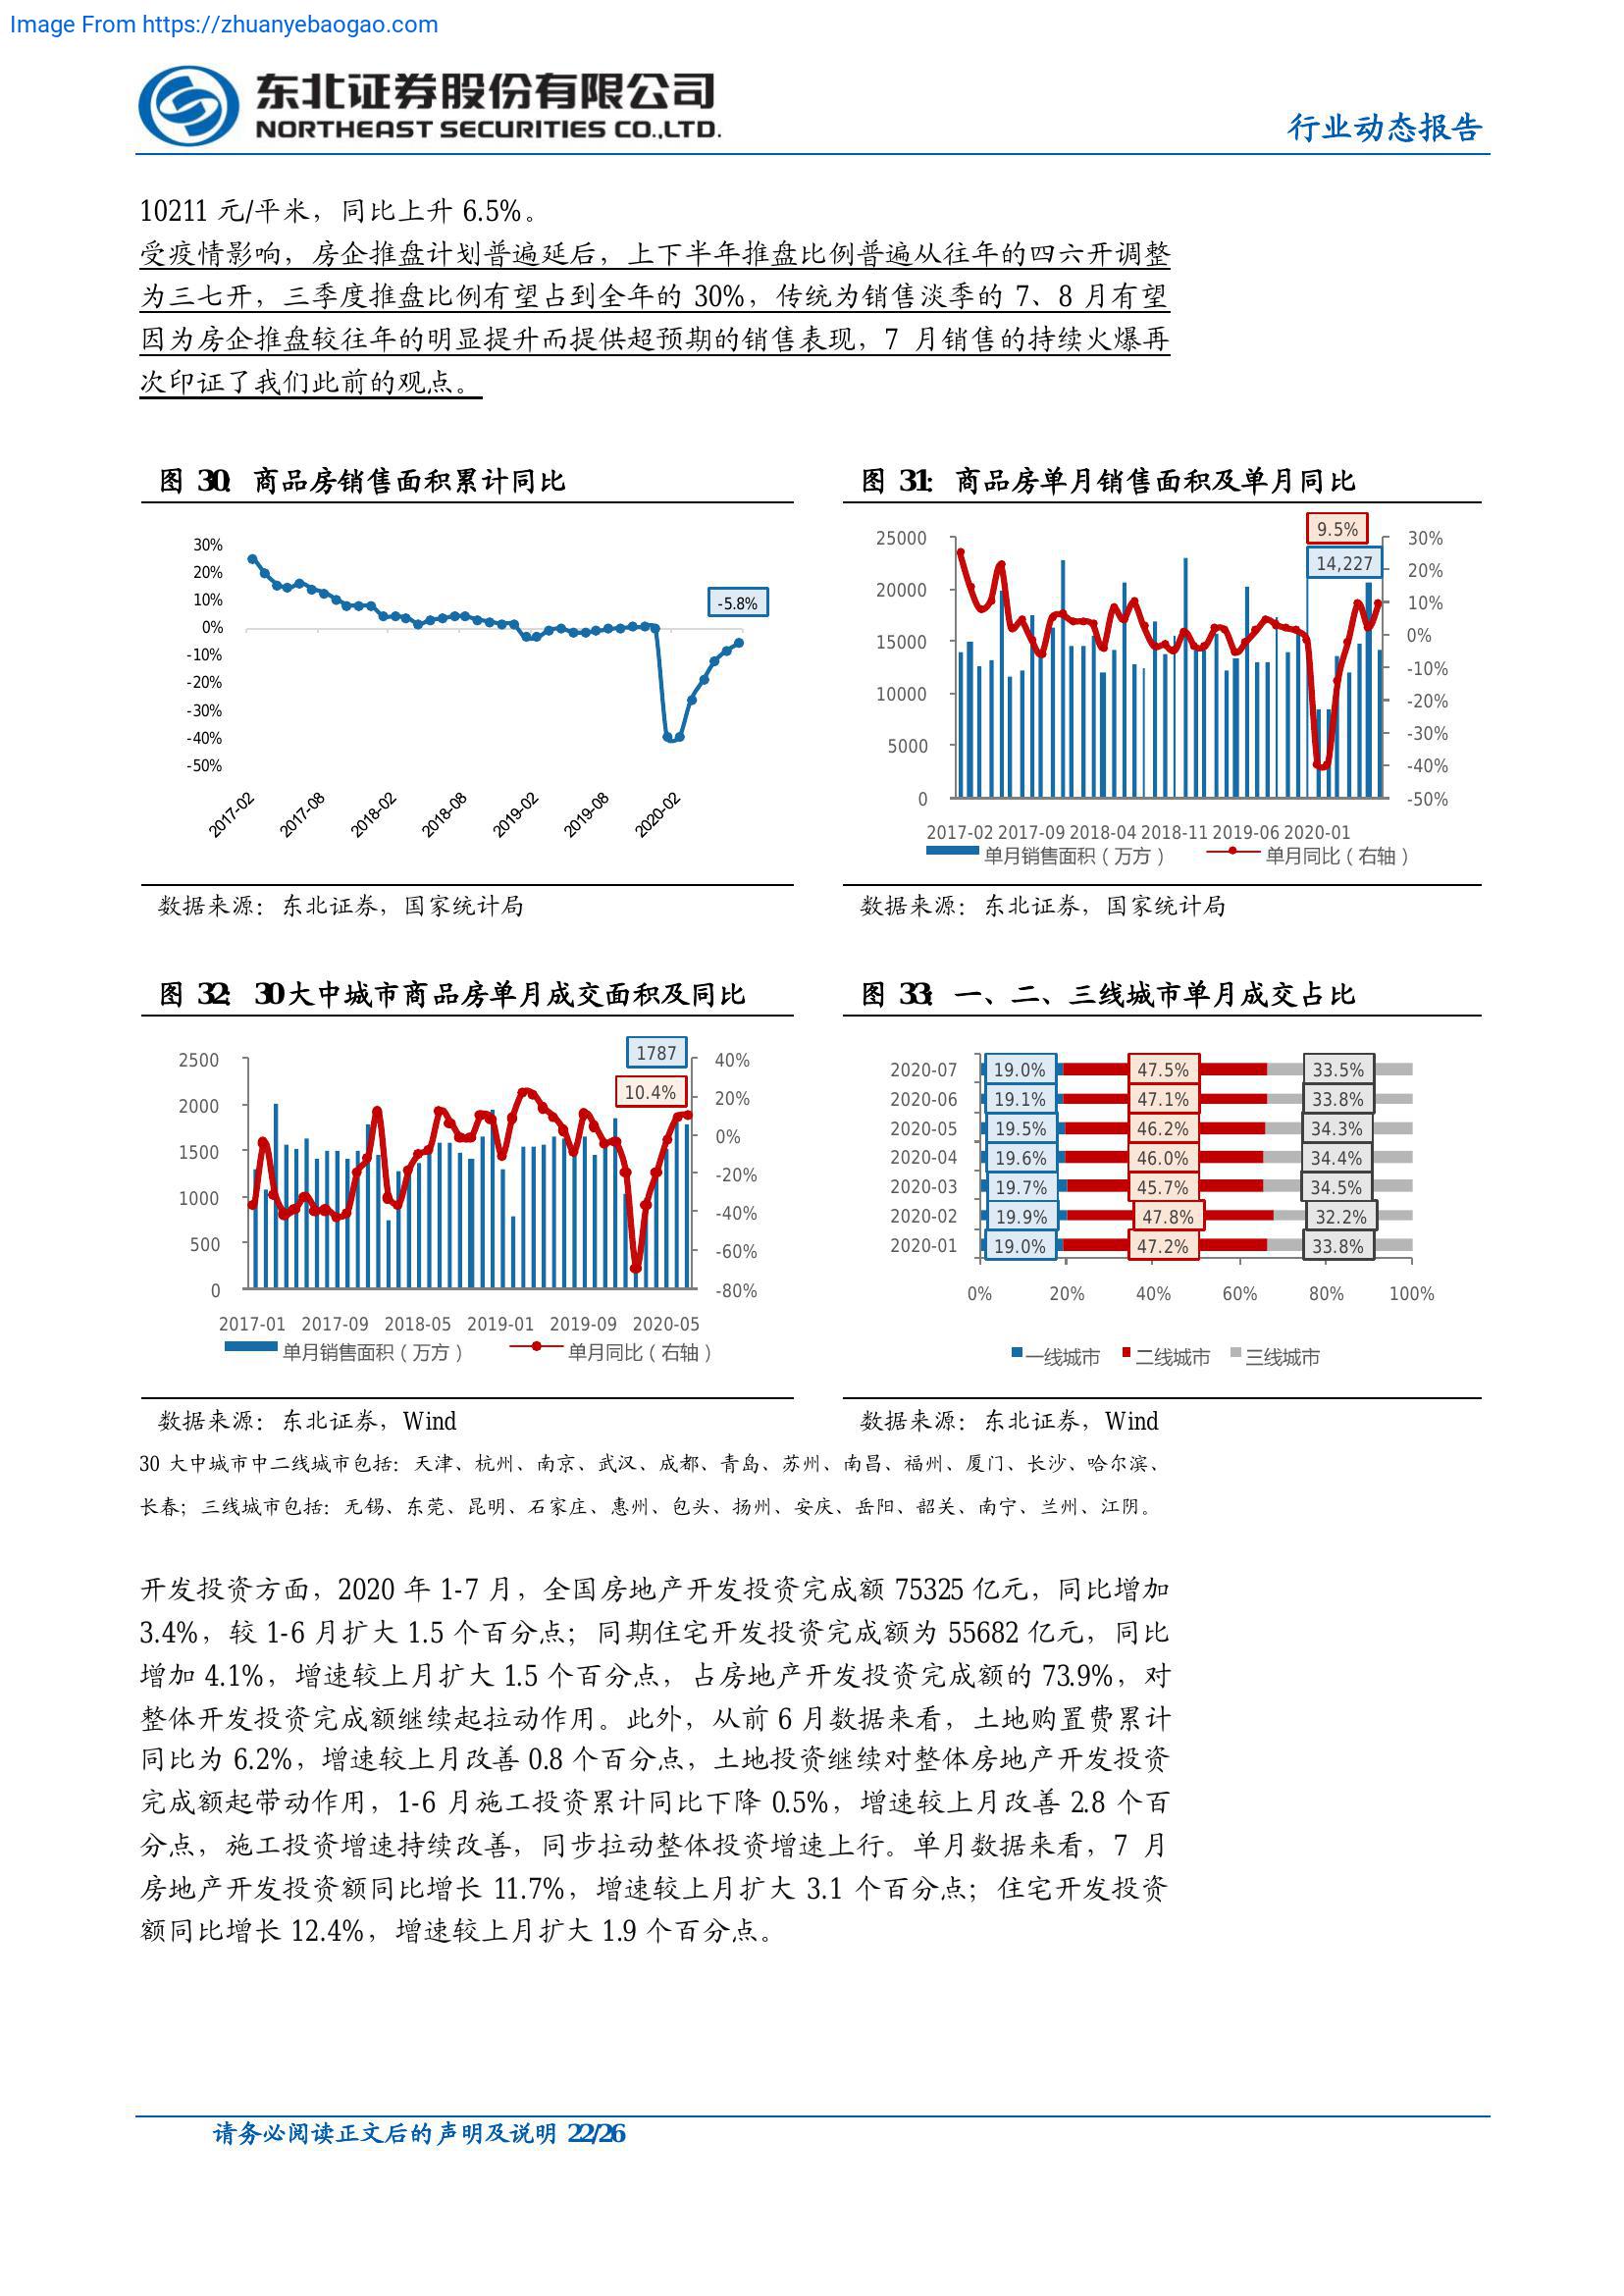 Image From https://zhuanyebaogao.com
东北证券股份有限公司
NORTHEAST SECURITIES CO.,LTD.
行业动态报告
10211 元/平米，同比上升 6.5%。
受疫情影响，房企推盘计划普遍延后，上下半年推盘比例普遍从往年的四六开调整
为三七开，三季度推盘比例有望占到全年的 30%，传统为销售淡季的 7、8 月有望
因为房企推盘较往年的明显提升而提供超预期的销售表现，7 月销售的持续火爆再
次印证了我们此前的观点。
图 30：商品房销售面积累计同比
30%
20%
10%
0%
-10%
-20%
-30%
-40%
-50%
-5.8%
2017-02 2017-08 2018-02 2018-08 2019-02 2019-08 2020-02
数据来源：东北证券，国家统计局
图 31：商品房单月销售面积及单月同比
25000
20000
15000
10000
5000
0
9.5%
14,227
30%
20%
10%
0%
-10%
-20%
-30%
-40%
-50%
2017-02 2017-09 2018-04 2018-11 2019-06 2020-01
单月销售面积（万方） 单月同比（右轴）
数据来源：东北证券，国家统计局
图 32：30 大中城市商品房单月成交面积及同比
2500
2000
1500
1000
500
0
1787
10.4%
40%
20%
0%
-20%
-40%
-60%
-80%
2017-01 2017-09 2018-05 2019-01 2019-09 2020-05
单月销售面积（万方） 单月同比（右轴）
数据来源：东北证券，Wind
图 33：一、二、三线城市单月成交占比
2020-07 19.0% 47.5% 33.5%
2020-06 19.1% 47.1% 33.8%
2020-05 19.5% 46.2% 34.3%
2020-04 19.6% 46.0% 34.4%
2020-03 19.7% 45.7% 34.5%
2020-02 19.9% 47.8% 32.2%
2020-01 19.0% 47.2% 33.8%
0% 20% 40% 60% 80% 100%
一线城市 二线城市 三线城市
数据来源：东北证券，Wind
30 大中城市中二线城市包括：天津、杭州、南京、武汉、成都、青岛、苏州、南昌、福州、厦门、长沙、哈尔滨、
长春；三线城市包括：无锡、东莞、昆明、石家庄、惠州、包头、扬州、安庆、岳阳、韶关、南宁、兰州、江阴。
开发投资方面，2020 年 1-7 月，全国房地产开发投资完成额 75325 亿元，同比增加
3.4%，较 1-6 月扩大 1.5 个百分点；同期住宅开发投资完成额为 55682 亿元，同比
增加 4.1%，增速较上月扩大 1.5 个百分点，占房地产开发投资完成额的 73.9%，对
整体开发投资完成额继续起拉动作用。此外，从前 6 月数据来看，土地购置费累计
同比为 6.2%，增速较上月改善 0.8 个百分点，土地投资继续对整体房地产开发投资
完成额起带动作用，1-6 月施工投资累计同比下降 0.5%，增速较上月改善 2.8 个百
分点，施工投资增速持续改善，同步拉动整体投资增速上行。单月数据来看，7 月
房地产开发投资额同比增长 11.7%，增速较上月扩大 3.1 个百分点；住宅开发投资
额同比增长 12.4%，增速较上月扩大 1.9 个百分点。
请务必阅读正文后的声明及说明 22/26